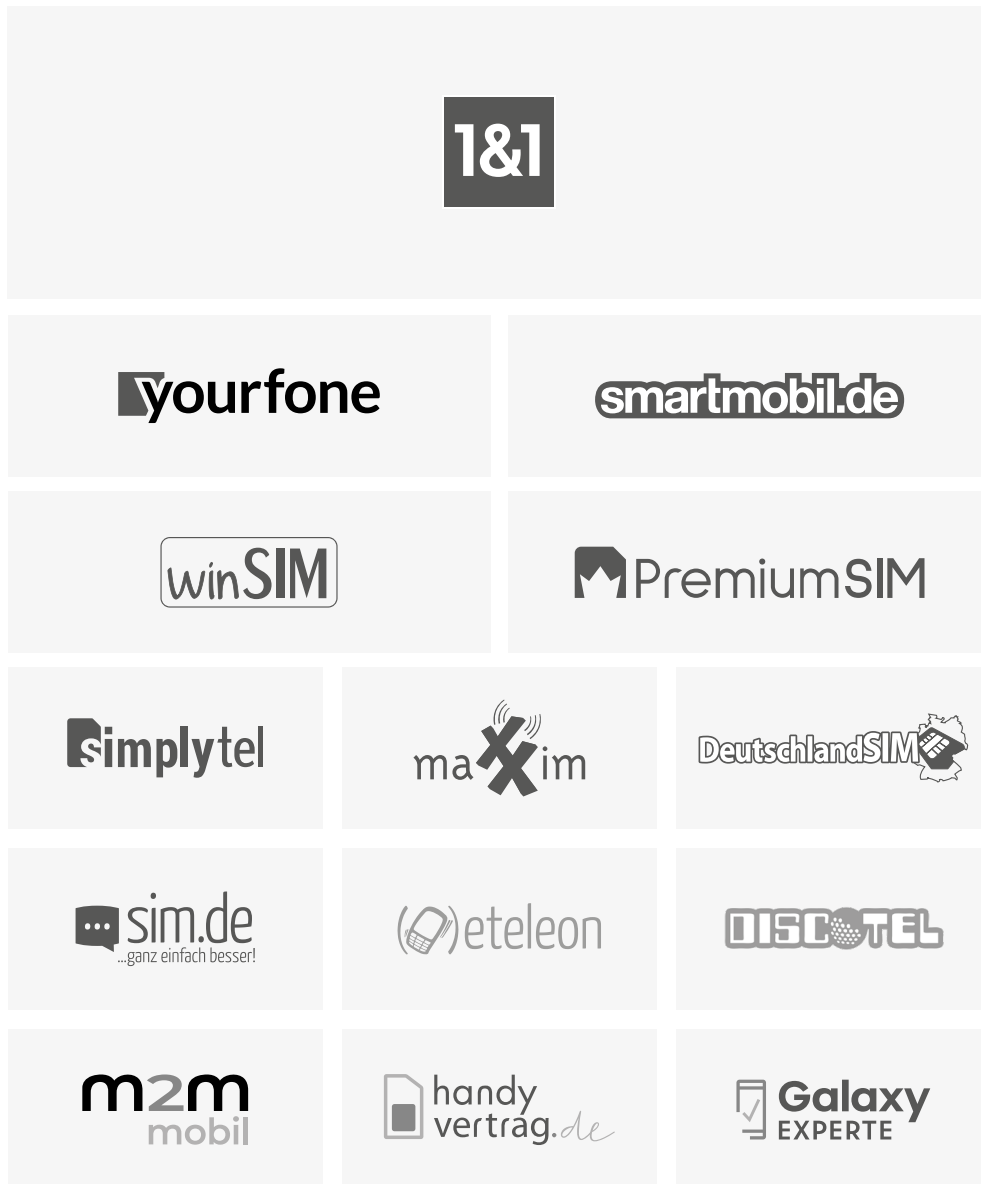 1&1
yourfone
smartmobil.de
winSIM
PremiumSIM
simplytel
maXXim
DeutschlandSIM
sim.de
...ganz einfach besser!
eteleon
DISCOTEL
m2m
mobil
handy
vertrag.de
Galaxy
EXPERTE